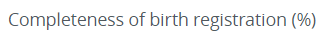 Completeness of birth registration (%)